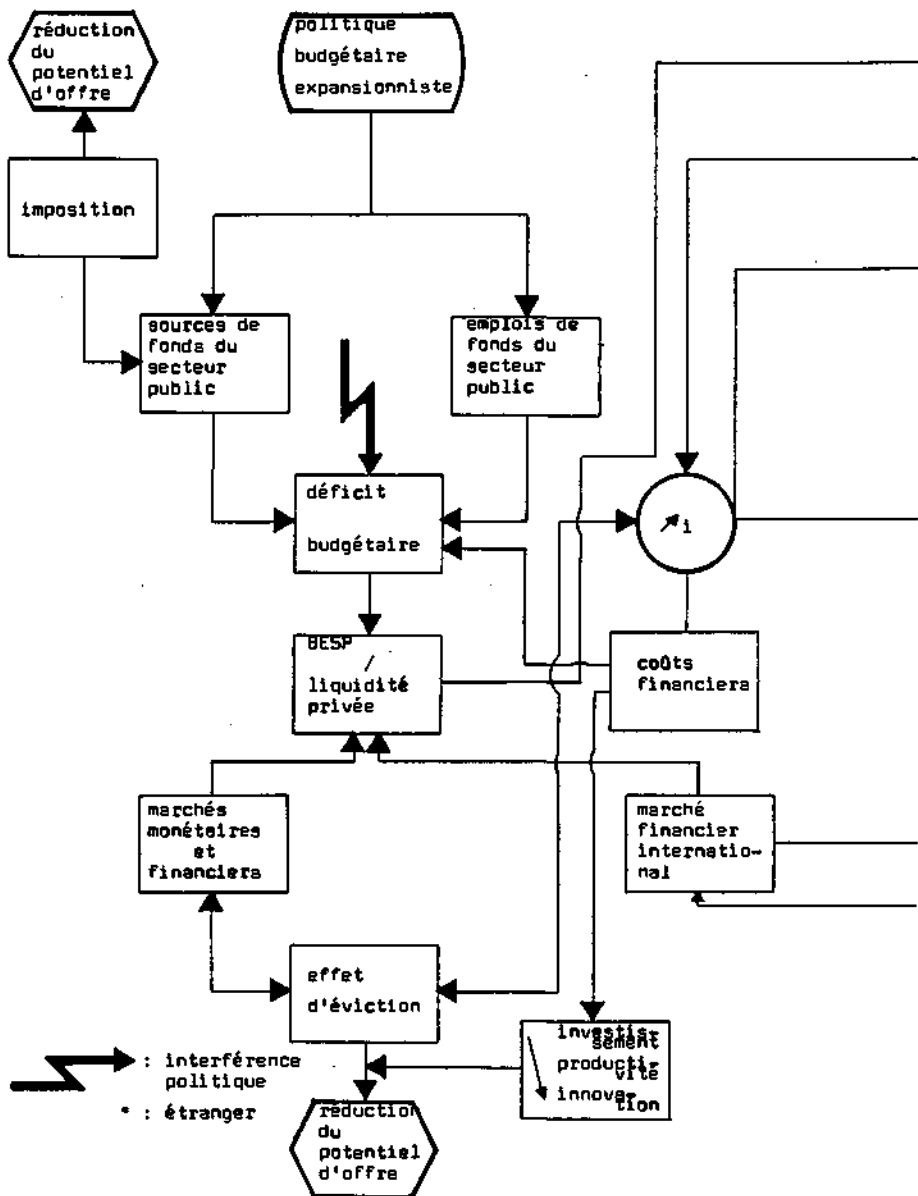 réduction
du
potentiel
d'offre
politique
budgétaire
expansionniste
imposition
sources de
fonds du
secteur
public
emplois de
fonds du
secteur
public
déficit
budgétaire
↗ i
BESP
/
liquidité
privée
coûts
financiers
marchés
monétaires
et
financiers
marché
financier
internatio-
nal
effet
d'éviction
investis-
sement
producti-
vité
innova-
tion
: interférence
politique
* : étranger
réduction
du
potentiel
d'offre